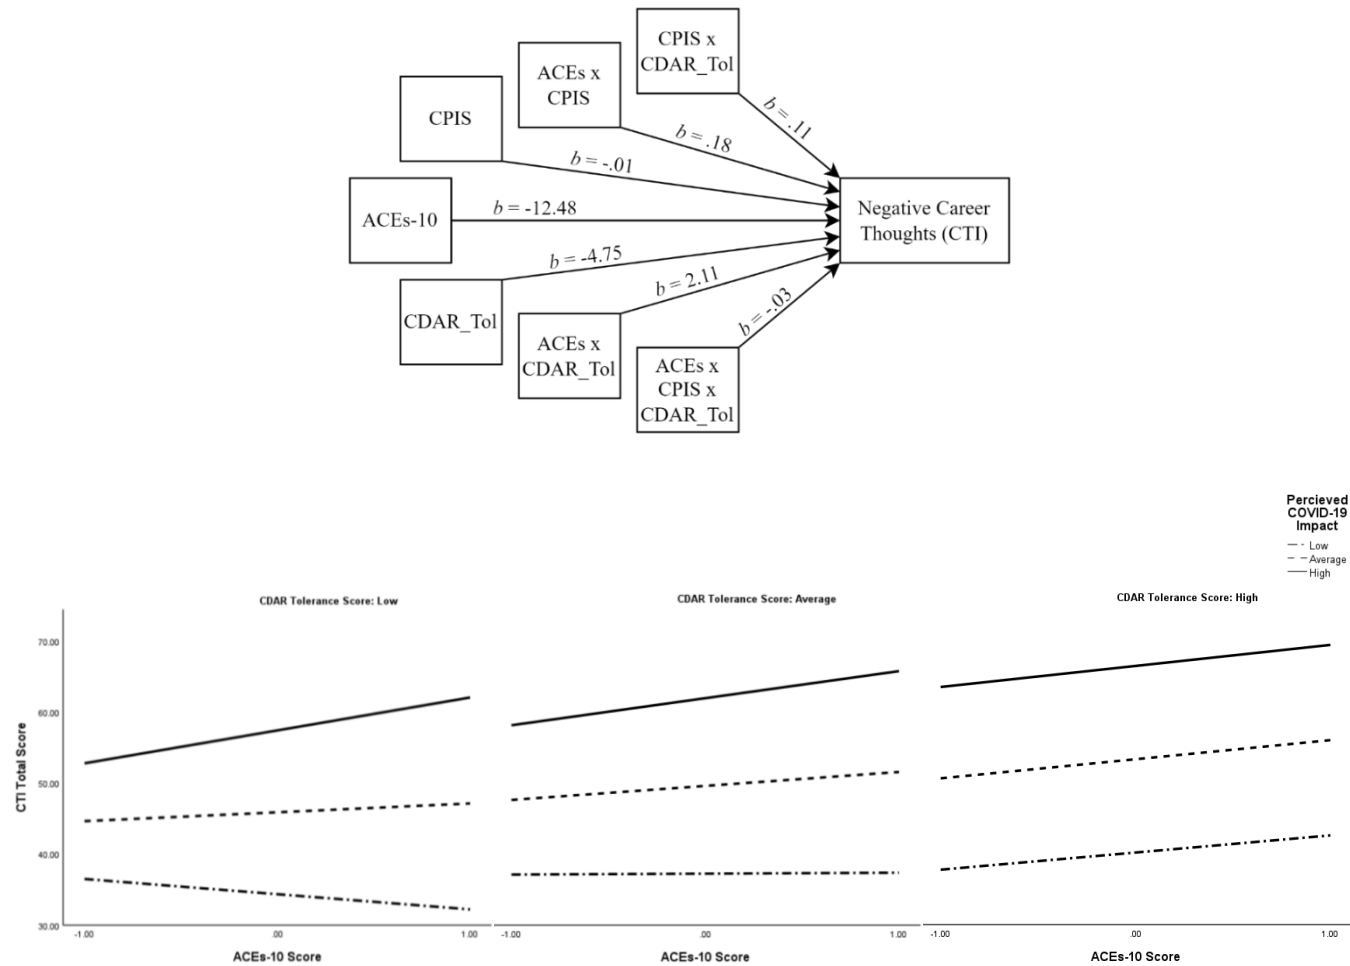 CPIS x
CDAR_Tol
ACEs x
CPIS
CPIS
b = .11
b = .18
b = -.01
ACEs-10
b = -12.48
Negative Career
Thoughts (CTI)
b = -4.75
CDAR_Tol
b = 2.11
ACEs x
CDAR_Tol
b = -.03
ACEs x
CPIS x
CDAR_Tol
Percieved
COVID-19
Impact
Low
Average
High
CDAR Tolerance Score: Low
CDAR Tolerance Score: Average
CDAR Tolerance Score: High
CTI Total Score
70.00
60.00
50.00
40.00
30.00
-1.00 .00 1.00
-1.00 .00 1.00
-1.00 .00 1.00
ACEs-10 Score
ACEs-10 Score
ACEs-10 Score